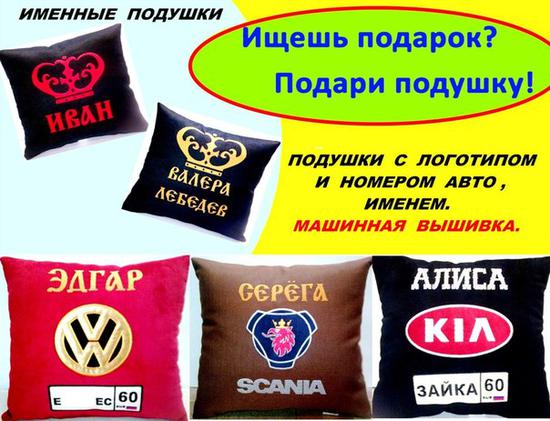 ИМЕННЫЕ ПОДУШКИ
Ищешь подарок?
Подари подушку!
ИВАН
ВАЛЕРА
ЛЕБЕДЕВ
ПОДУШКИ С ЛОГОТИПОМ
И НОМЕРОМ АВТО,
ИМЕНЕМ.
МАШИННАЯ ВЫШИВКА.
ЭДГАР
Е ЕС 60
СЕРЁГА
SCANIA
АЛИСА
KIA
ЗАЙКА 60